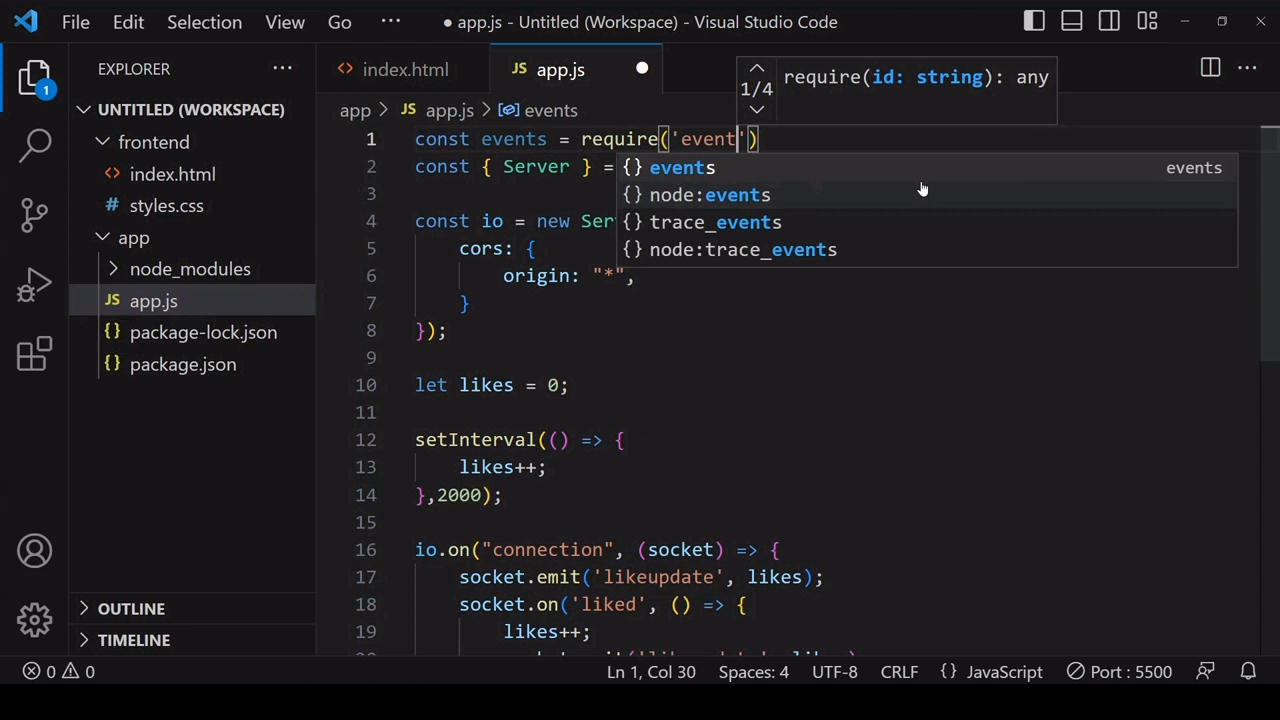 File Edit Selection View Go ··· ● app.js - Untitled (Workspace) - Visual Studio Code
EXPLORER ···
1
UNTITLED (WORKSPACE)
frontend
<> index.html
# styles.css
app
node_modules
JS app.js
{} package-lock.json
{} package.json
OUTLINE
TIMELINE
<> index.html JS app.js ●
app > JS app.js > events
1/4 require(id: string): any
1 const events = require('event')
2 const { Server } =
3
4 const io = new Ser
5 cors: {
6 origin: "*",
7 }
8 });
9
10 let likes = 0;
11
12 setInterval(() => {
13 likes++;
14 },2000);
15
16 io.on("connection", (socket) => {
17 socket.emit('likeupdate', likes);
18 socket.on('liked', () => {
19 likes++;
{} events events
{} node:events
{} trace_events
{} node:trace_events
0 0 Ln 1, Col 30 Spaces: 4 UTF-8 CRLF {} JavaScript Port : 5500